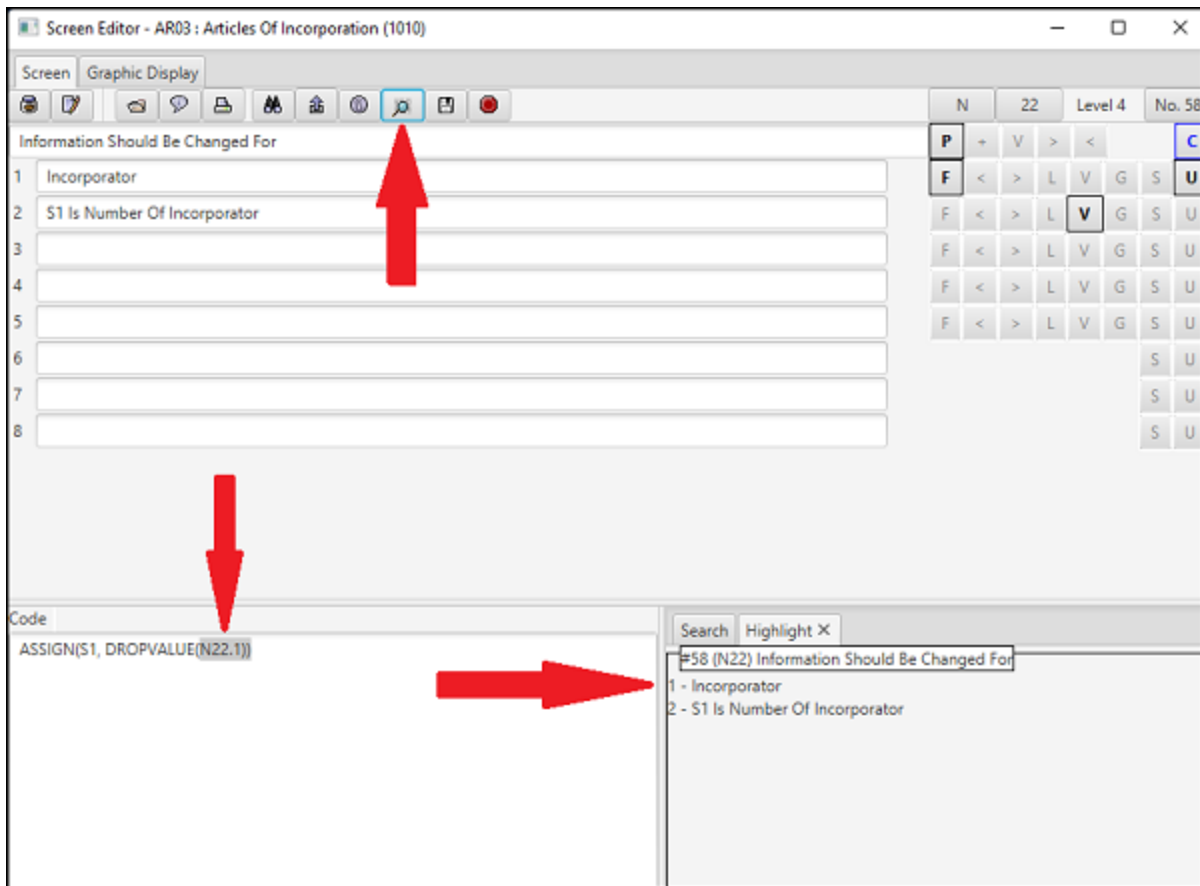 Screen Editor - AR03 : Articles Of Incorporation (1010)
Screen Graphic Display
N 22 Level 4 No. 58
Information Should Be Changed For P + V > < C
1 Incorporator F < > L V G S U
2 S1 Is Number Of Incorporator F < > L V G S U
3 F < > L V G S U
4 F < > L V G S U
5 F < > L V G S U
6 S U
7 S U
8 S U
Code
ASSIGN(S1, DROPVALUE(N22.1))
Search Highlight X
#58 (N22) Information Should Be Changed For
1 - Incorporator
2 - S1 Is Number Of Incorporator